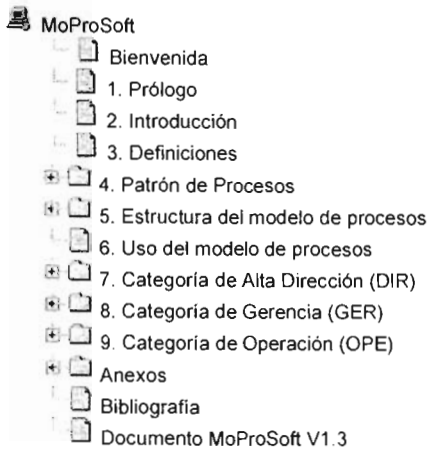 MoProSoft
Bienvenida
1. Prólogo
2. Introducción
3. Definiciones
4. Patrón de Procesos
5. Estructura del modelo de procesos
6. Uso del modelo de procesos
7. Categoría de Alta Dirección (DIR)
8. Categoría de Gerencia (GER)
9. Categoría de Operación (OPE)
Anexos
Bibliografía
Documento MoProSoft V1.3